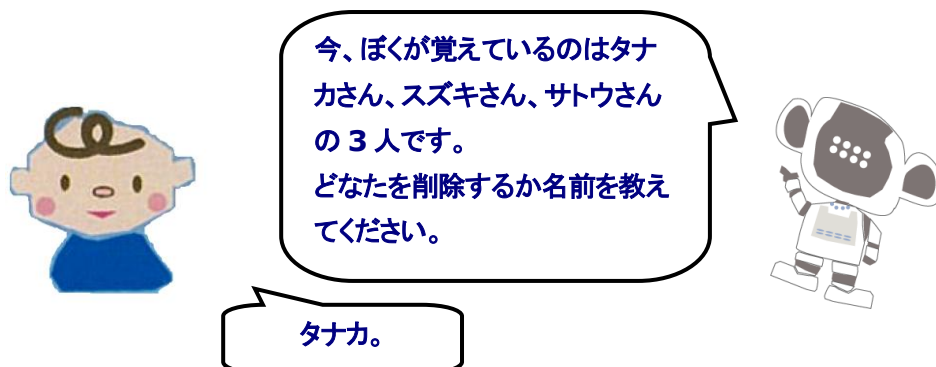 今、ぼくが覚えているのはタナ
カさん、スズキさん、サトウさん
の 3 人です。
どなたを削除するか名前を教え
てください。
タナカ。